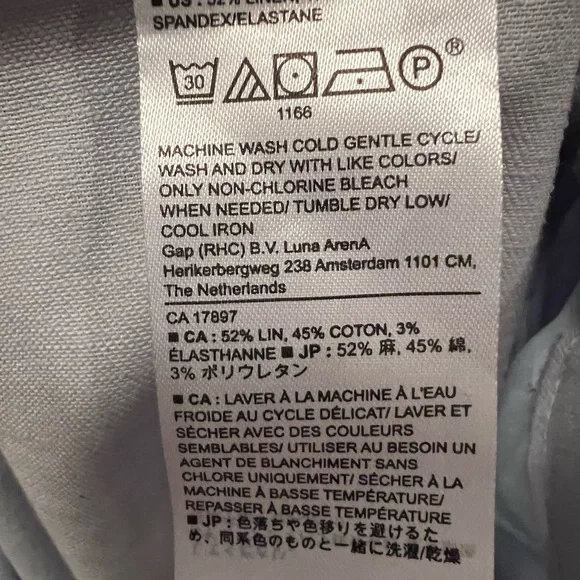 ■ US : 52% LINEN,
SPANDEX/ELASTANE
30 P ®
1166
MACHINE WASH COLD GENTLE CYCLE/
WASH AND DRY WITH LIKE COLORS/
ONLY NON-CHLORINE BLEACH
WHEN NEEDED/ TUMBLE DRY LOW/
COOL IRON
Gap (RHC) B.V. Luna ArenA
Herikerbergweg 238 Amsterdam 1101 CM,
The Netherlands
CA 17897
■ CA : 52% LIN, 45% COTON, 3%
ÉLASTHANNE ■ JP : 52% 麻, 45% 綿,
3% ポリウレタン
■ CA : LAVER À LA MACHINE À L'EAU
FROIDE AU CYCLE DÉLICAT/ LAVER ET
SÉCHER AVEC DES COULEURS
SEMBLABLES/ UTILISER AU BESOIN UN
AGENT DE BLANCHIMENT SANS
CHLORE UNIQUEMENT/ SÉCHER À LA
MACHINE À BASSE TEMPÉRATURE/
REPASSER À BASSE TEMPÉRATURE
■ JP : 色落ちや色移りを避けるた
め、同系色のものと一緒に洗濯/乾燥